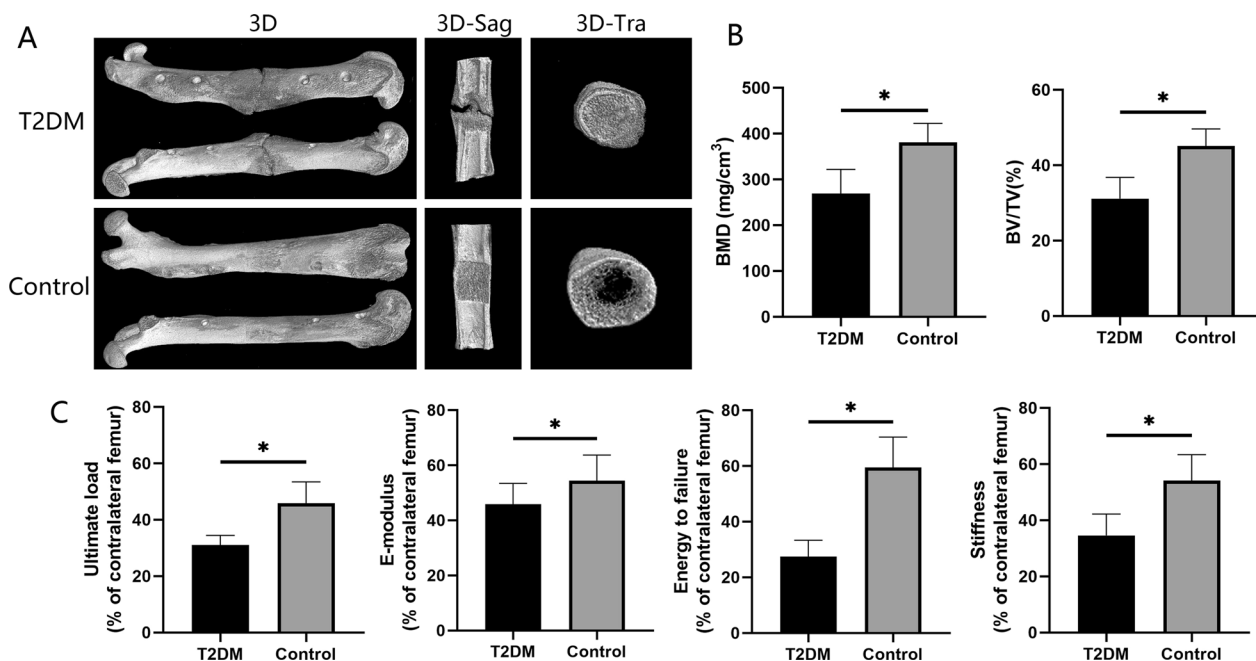 A
3D
3D-Sag
3D-Tra
T2DM
Control
B
BMD (mg/cm³)
500
400
300
200
100
0
*
T2DM
Control
BV/TV(%)
60
40
20
0
*
T2DM
Control
C
Ultimate load
(% of contralateral femur)
80
60
40
20
0
*
T2DM
Control
E-modulus
(% of contralateral femur)
80
60
40
20
0
*
T2DM
Control
Energy to failure
(% of contralateral femur)
80
60
40
20
0
*
T2DM
Control
Stiffness
(% of contralateral femur)
80
60
40
20
0
*
T2DM
Control